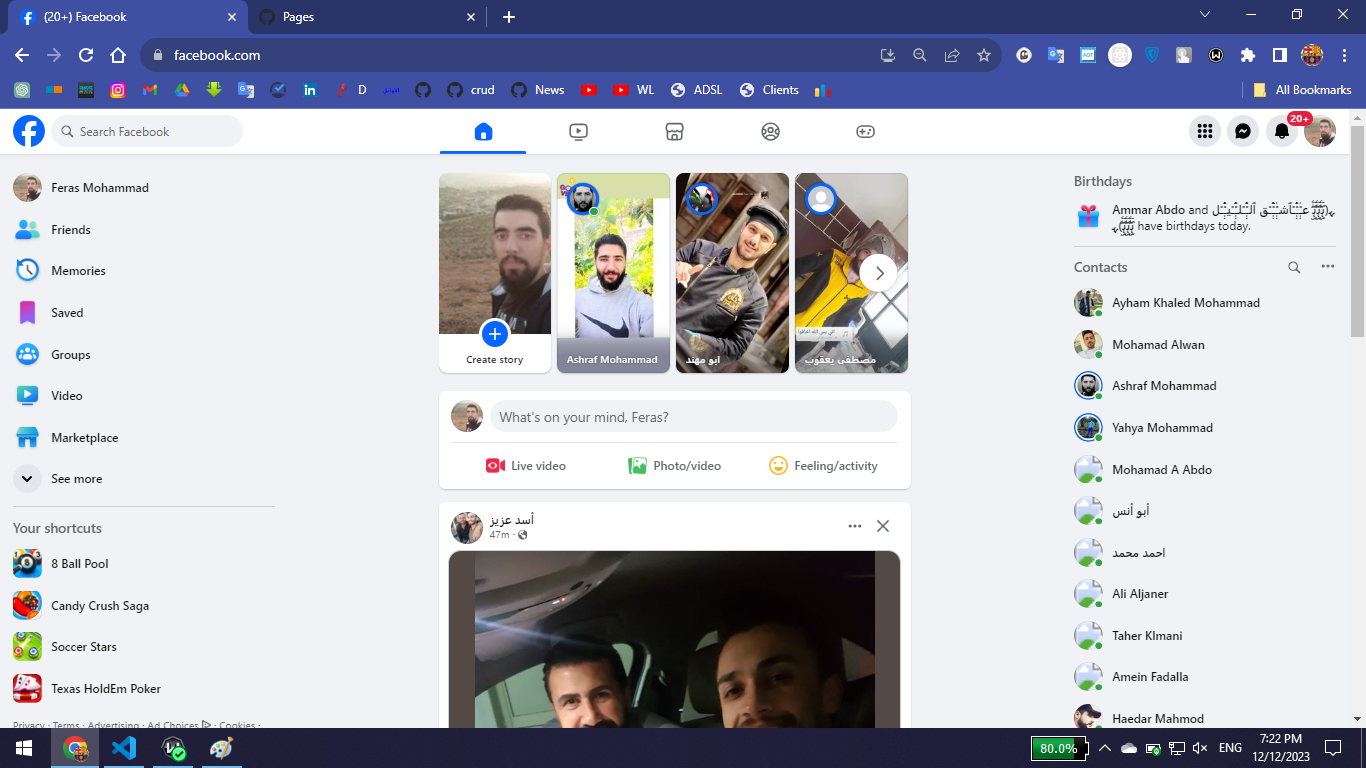 (20+) Facebook
Pages
facebook.com
D
crud
News
WL
ADSL
Clients
All Bookmarks
Search Facebook
20+
Feras Mohammad
Friends
Memories
Saved
Groups
Video
Marketplace
See more
Your shortcuts
8 Ball Pool
Candy Crush Saga
Soccer Stars
Texas HoldEm Poker
Privacy · Terms · Advertising · Ad Choices · Cookies ·
Create story
Ashraf Mohammad
ابو مهند
مصطفى يعقوب
What's on your mind, Feras?
Live video
Photo/video
Feeling/activity
أسد عزيز
47m ·
Birthdays
Ammar Abdo and
have birthdays today.
Contacts
Ayham Khaled Mohammad
Mohamad Alwan
Ashraf Mohammad
Yahya Mohammad
Mohamad A Abdo
أبو أنس
احمد محمد
Ali Aljaner
Taher Klmani
Amein Fadalla
Haedar Mahmod
80.0%
ENG
7:22 PM
12/12/2023